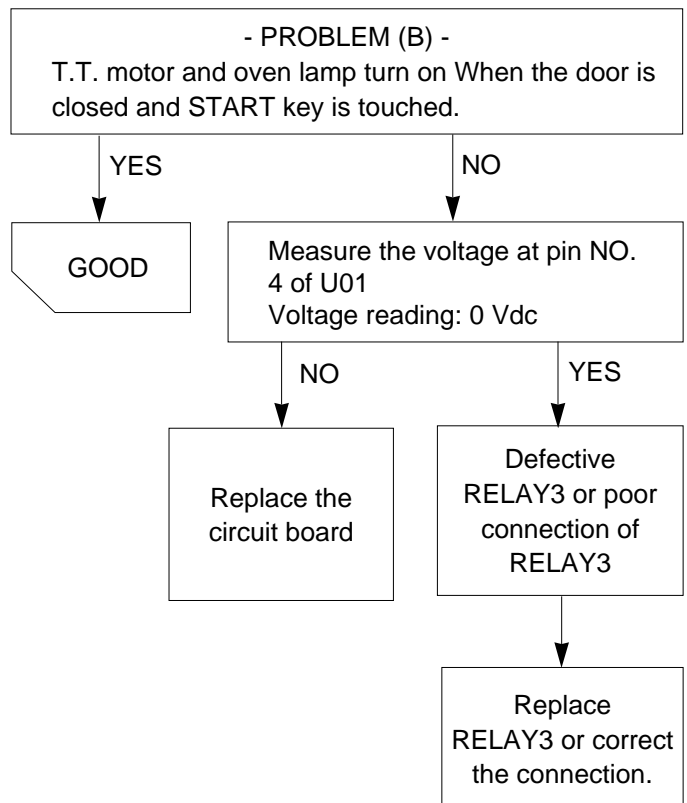 - PROBLEM (B) -
T.T. motor and oven lamp turn on When the door is
closed and START key is touched.
YES
NO
GOOD
Measure the voltage at pin NO.
4 of U01
Voltage reading: 0 Vdc
NO
YES
Replace the
circuit board
Defective
RELAY3 or poor
connection of
RELAY3
Replace
RELAY3 or correct
the connection.